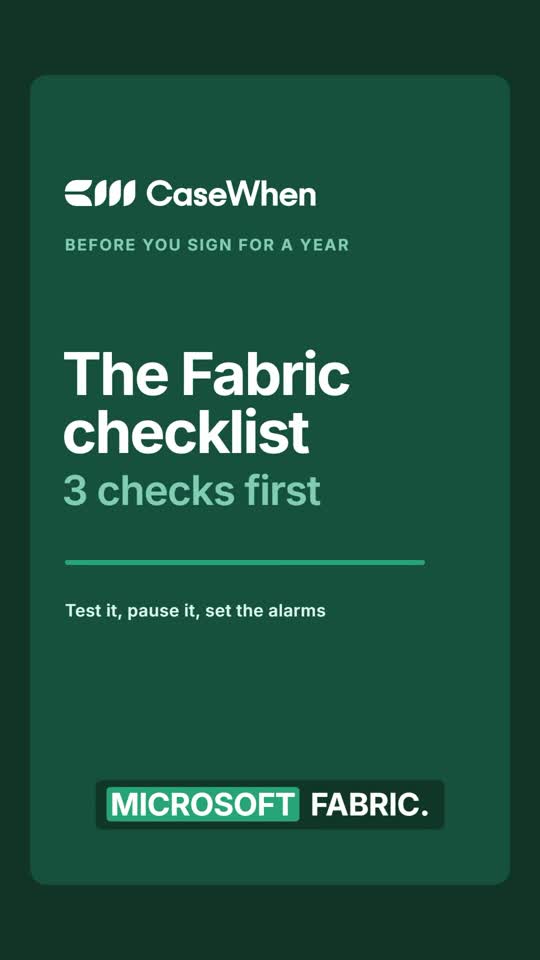 CaseWhen
BEFORE YOU SIGN FOR A YEAR
The Fabric
checklist
3 checks first
Test it, pause it, set the alarms
MICROSOFT FABRIC.